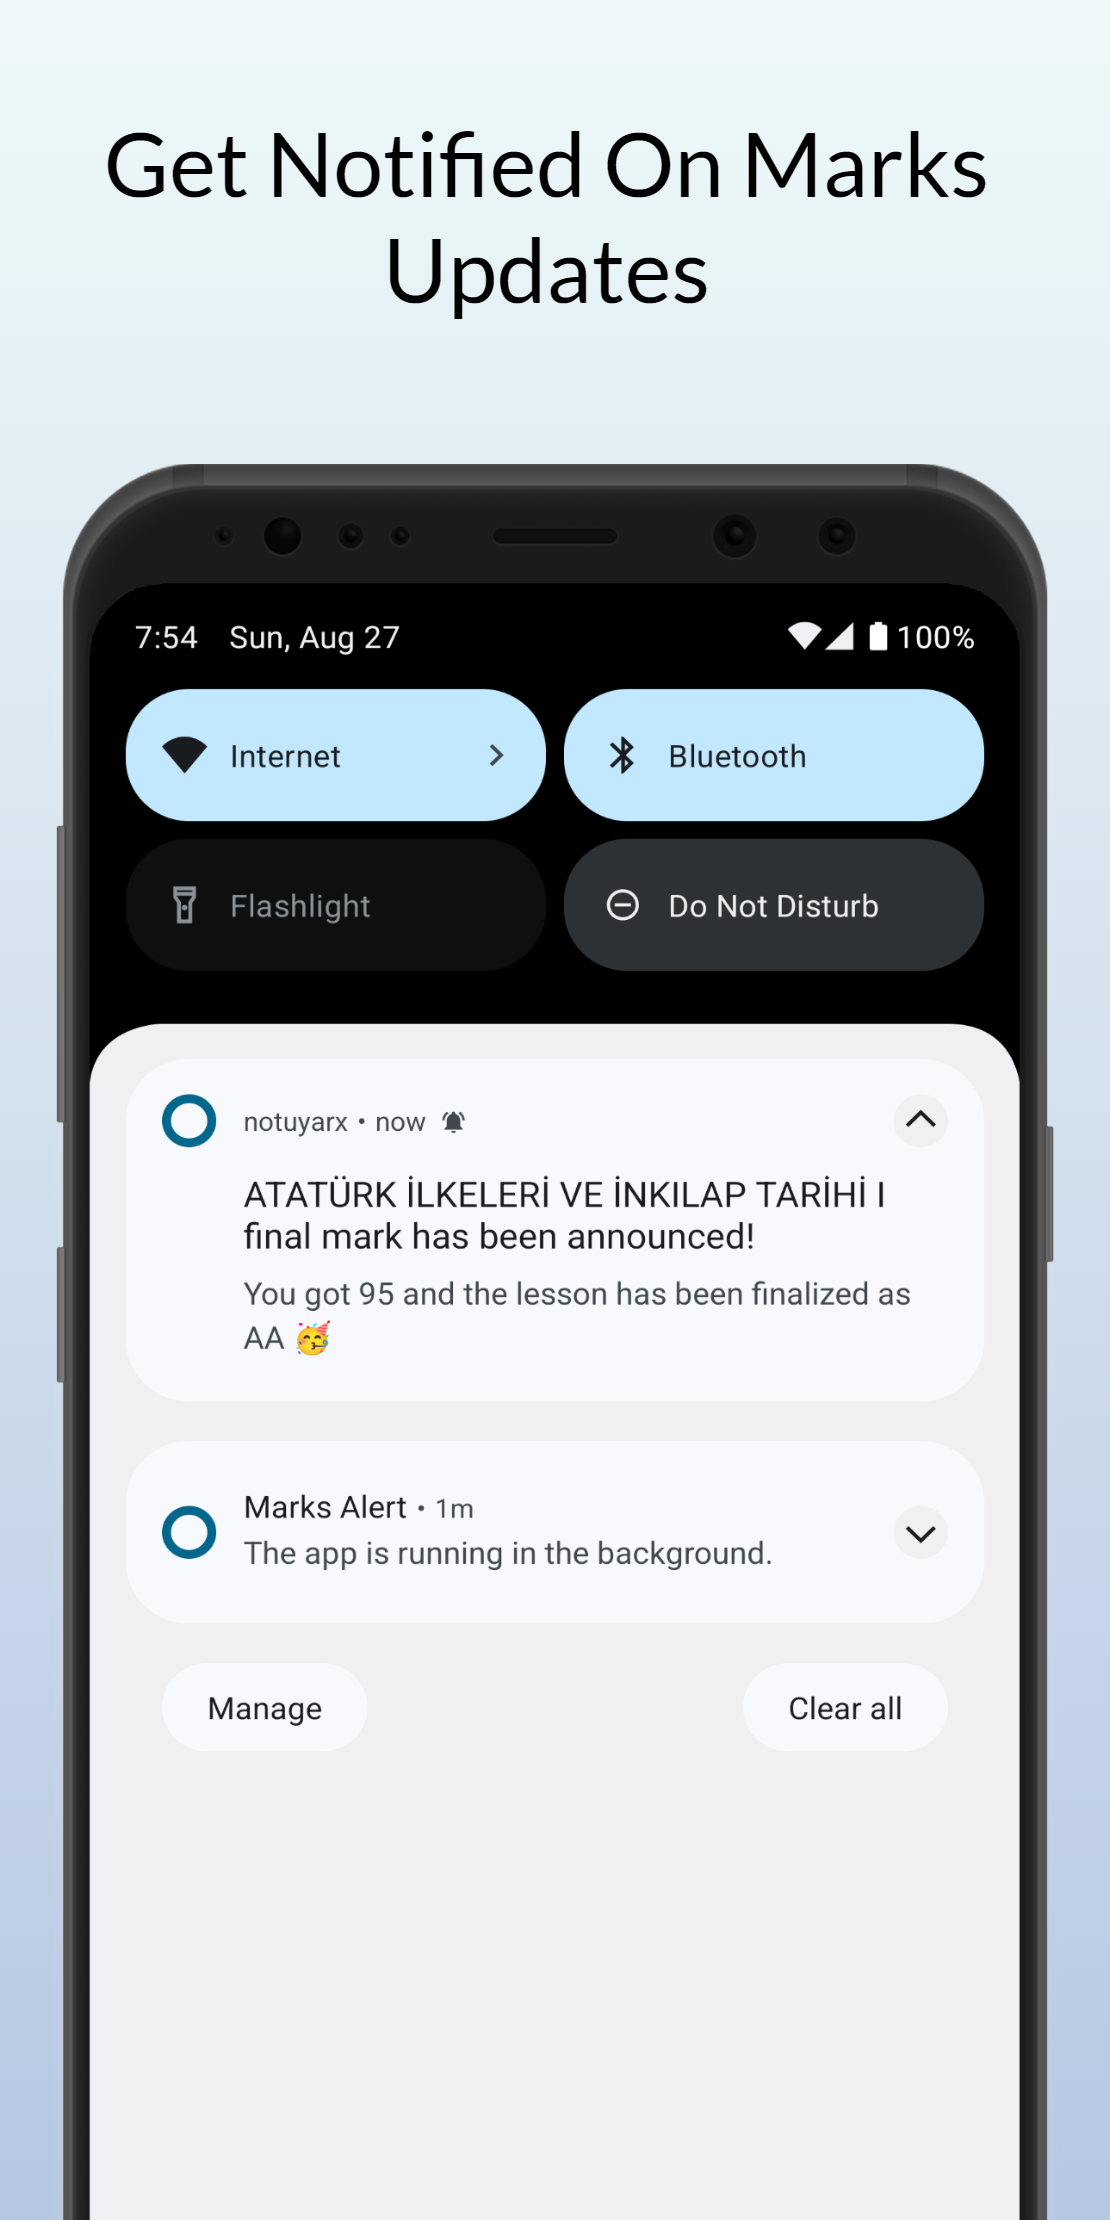 Get Notified On Marks
Updates
7:54 Sun, Aug 27 100%
Internet Bluetooth
Flashlight Do Not Disturb
notuyarx • now
ATATÜRK İLKELERİ VE İNKILAP TARİHİ I
final mark has been announced!
You got 95 and the lesson has been finalized as
AA 🥳
Marks Alert • 1m
The app is running in the background.
Manage Clear all